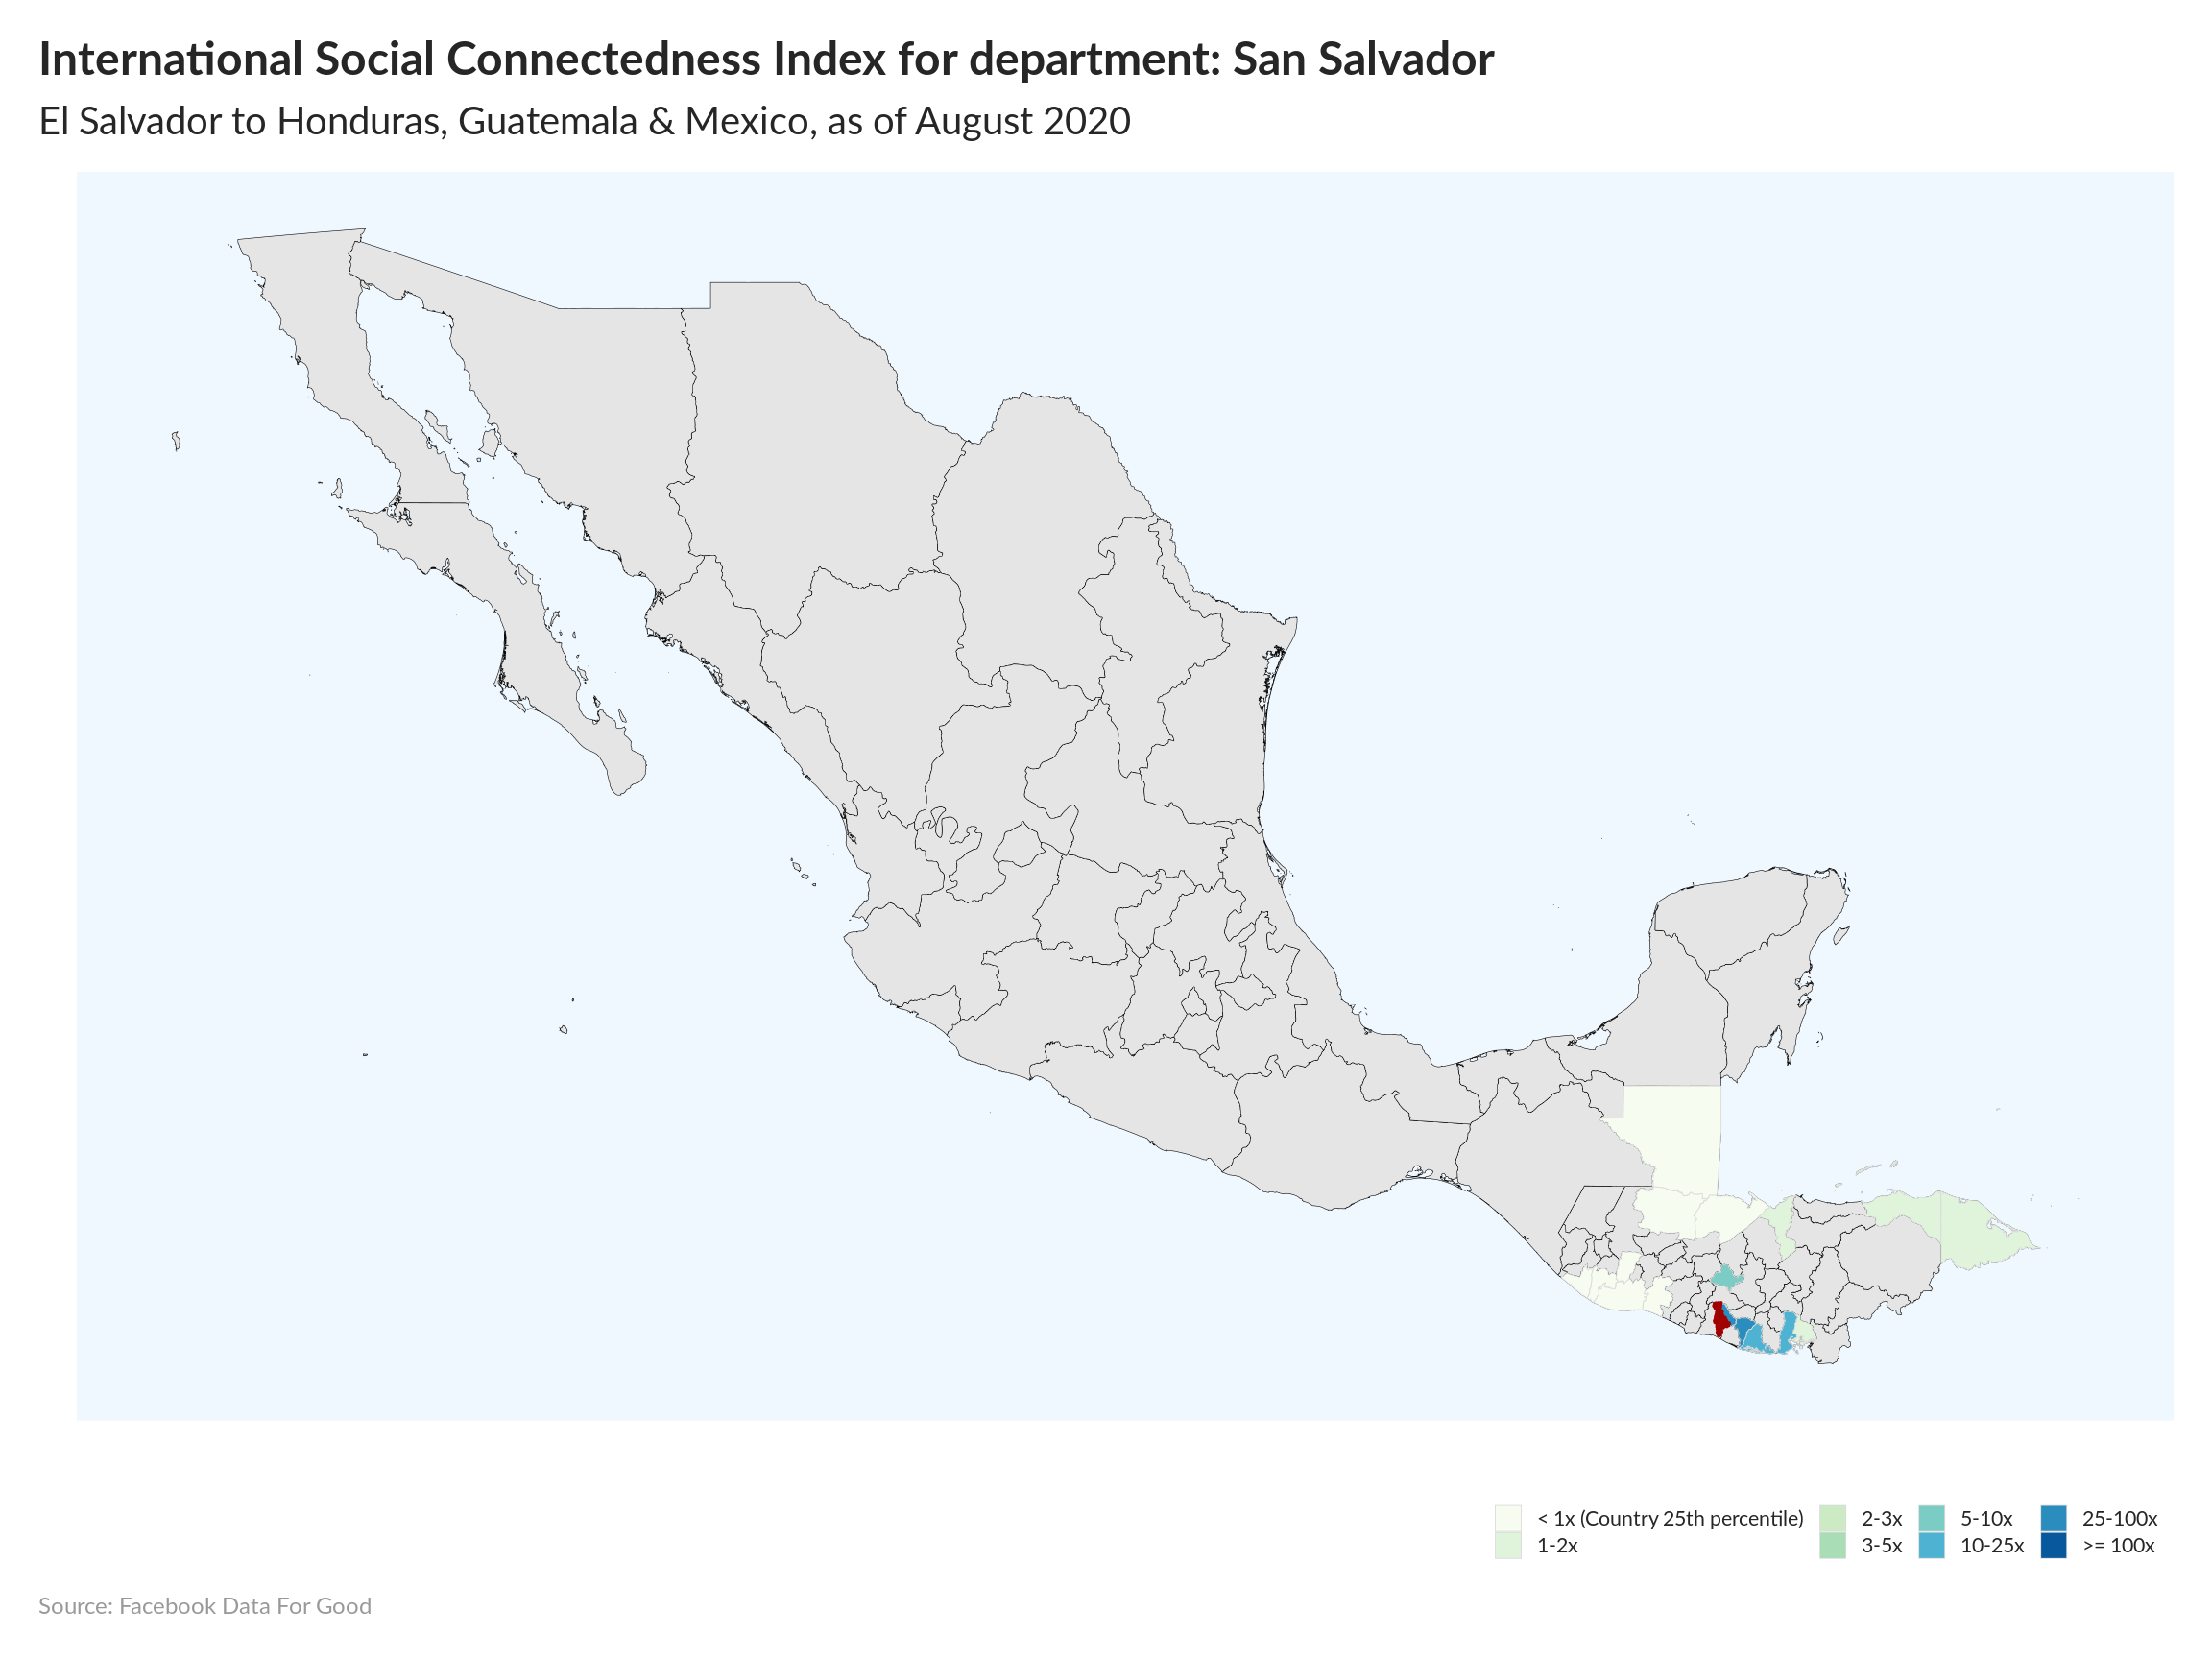 International Social Connectedness Index for department: San Salvador
El Salvador to Honduras, Guatemala & Mexico, as of August 2020
< 1x (Country 25th percentile)
1-2x
2-3x
3-5x
5-10x
10-25x
25-100x
>= 100x
Source: Facebook Data For Good